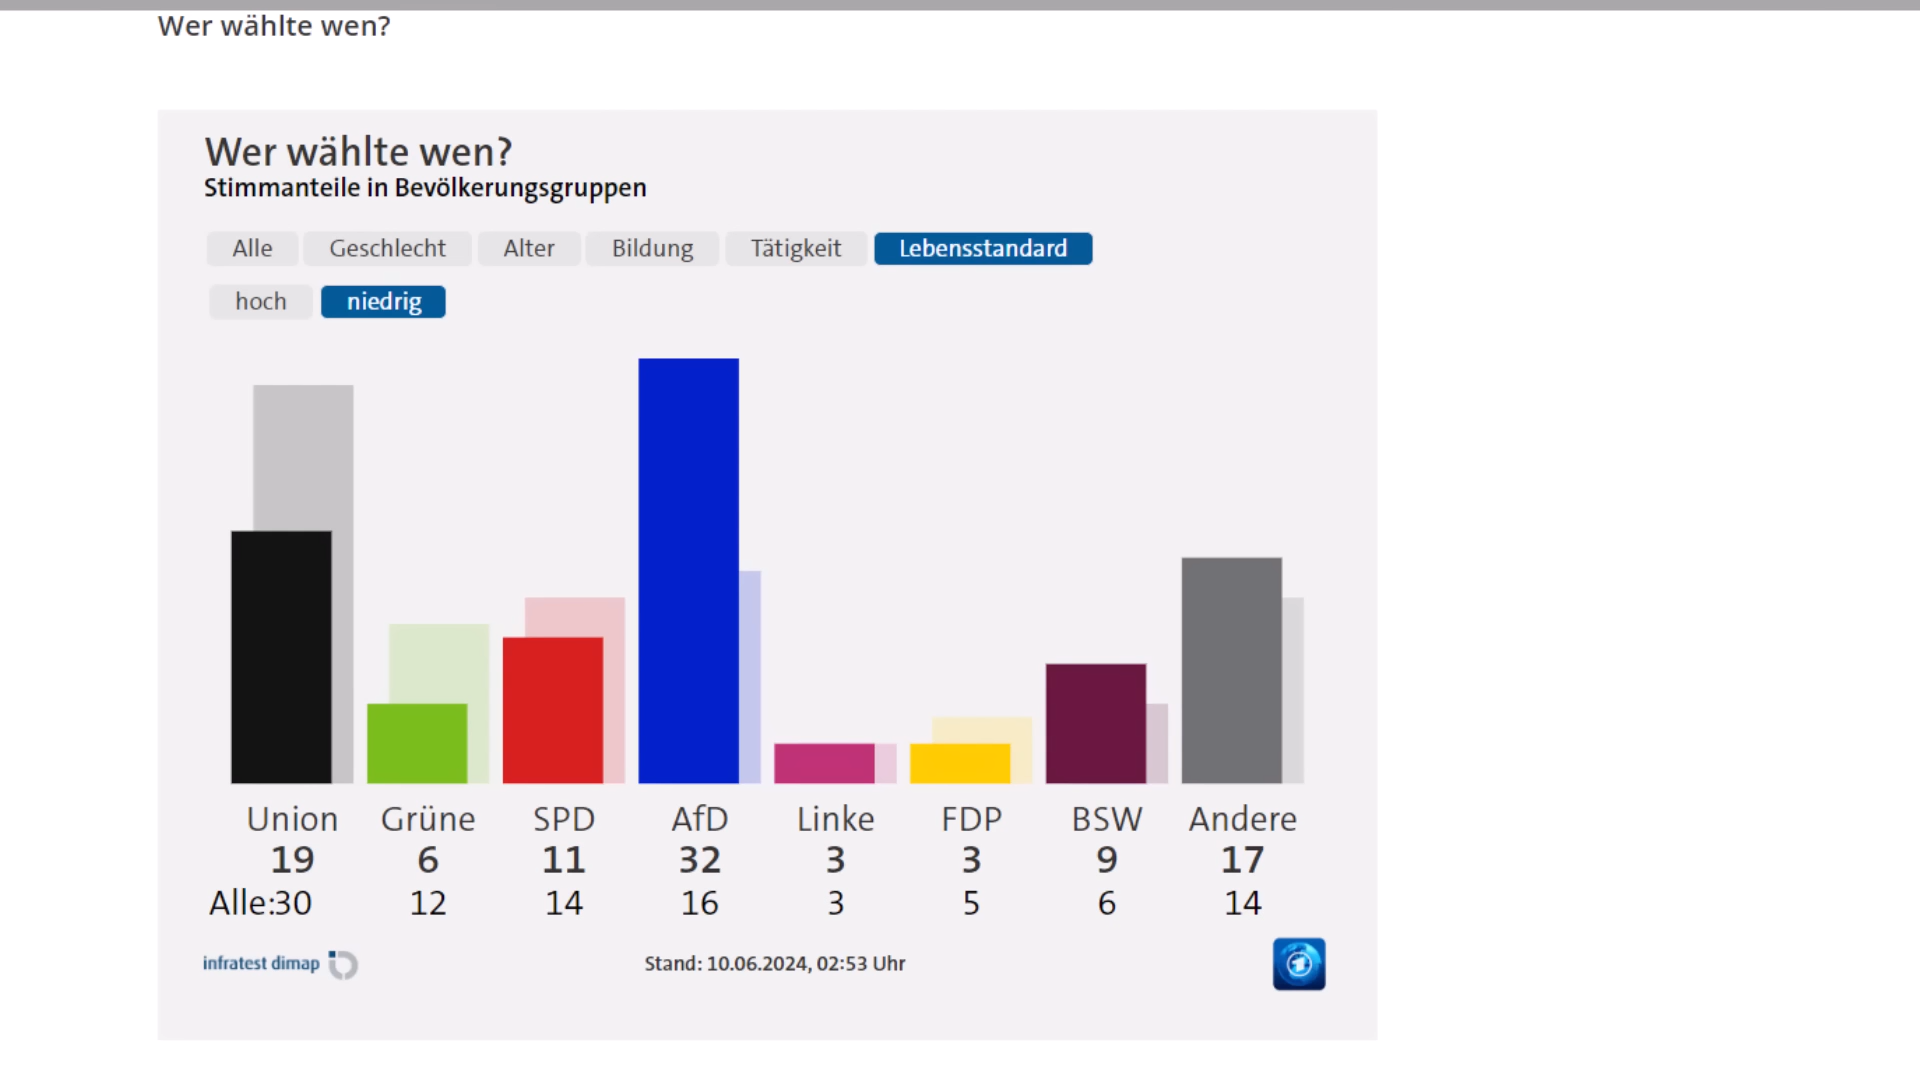 Wer wählte wen?
Wer wählte wen?
Stimmanteile in Bevölkerungsgruppen
Alle Geschlecht Alter Bildung Tätigkeit Lebensstandard
hoch niedrig
Union Grüne SPD AfD Linke FDP BSW Andere
19 6 11 32 3 3 9 17
Alle:30 12 14 16 3 5 6 14
infratest dimap Stand: 10.06.2024, 02:53 Uhr 1